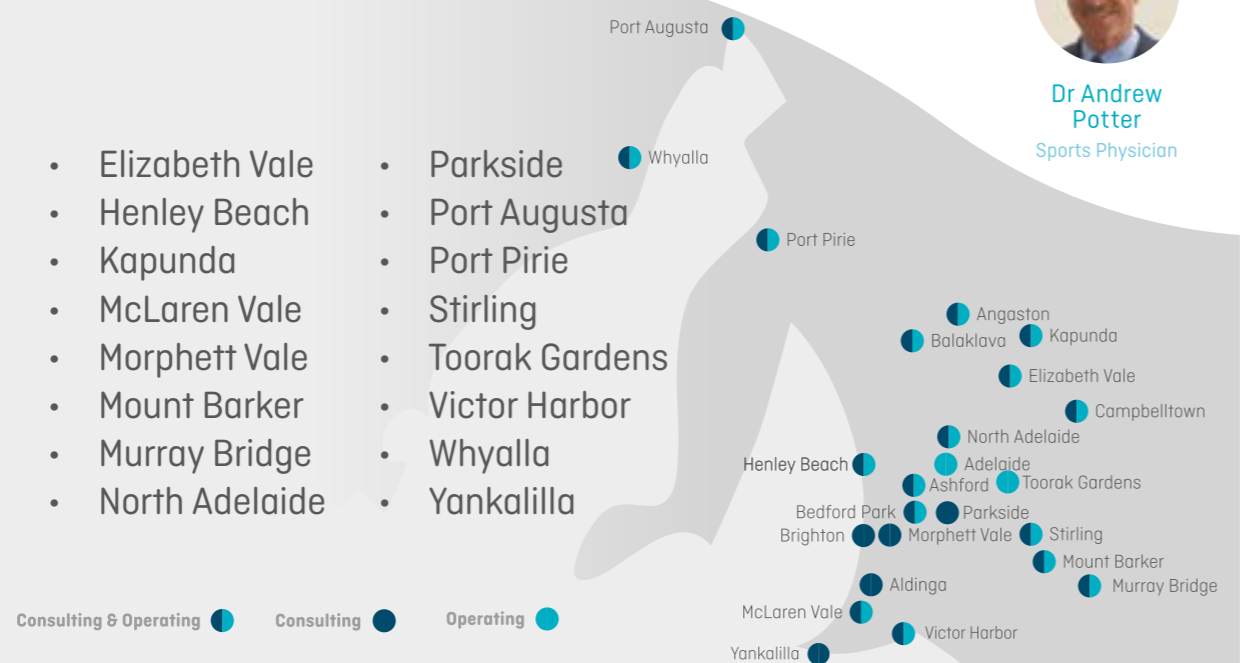 Port Augusta
Dr Andrew
Potter
Sports Physician
• Elizabeth Vale
• Henley Beach
• Kapunda
• McLaren Vale
• Morphett Vale
• Mount Barker
• Murray Bridge
• North Adelaide
• Parkside
• Port Augusta
• Port Pirie
• Stirling
• Toorak Gardens
• Victor Harbor
• Whyalla
• Yankalilla
Whyalla
Port Pirie
Angaston
Balaklava
Kapunda
Elizabeth Vale
Campbelltown
North Adelaide
Henley Beach
Adelaide
Ashford
Toorak Gardens
Bedford Park
Parkside
Brighton
Morphett Vale
Stirling
Mount Barker
Aldinga
Murray Bridge
McLaren Vale
Victor Harbor
Yankalilla
Consulting & Operating
Consulting
Operating